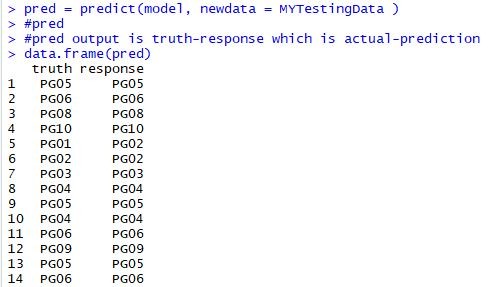 > pred = predict(model, newdata = MYTestingData )
> #pred
> #pred output is truth-response which is actual-prediction
> data.frame(pred)
truth response
1 PG05 PG05
2 PG06 PG06
3 PG08 PG08
4 PG10 PG10
5 PG01 PG02
6 PG02 PG02
7 PG03 PG03
8 PG04 PG04
9 PG05 PG05
10 PG04 PG04
11 PG06 PG06
12 PG09 PG09
13 PG05 PG05
14 PG06 PG06